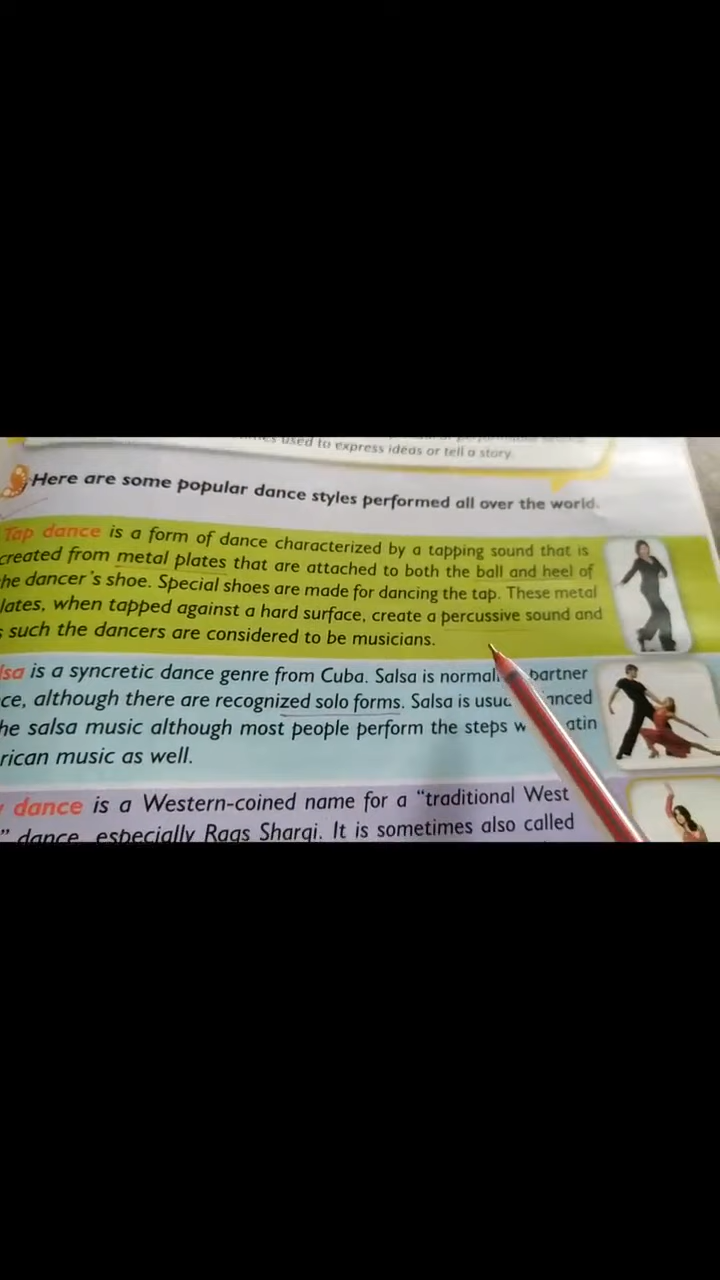 used to express ideas or tell a story
Here are some popular dance styles performed all over the world.
Tap dance is a form of dance characterized by a tapping sound that is
created from metal plates that are attached to both the ball and heel of
he dancer's shoe. Special shoes are made for dancing the tap. These metal
lates, when tapped against a hard surface, create a percussive sound and
s such the dancers are considered to be musicians.
lsa is a syncretic dance genre from Cuba. Salsa is normal partner
ce, although there are recognized solo forms. Salsa is usu nced
he salsa music although most people perform the steps w atin
rican music as well.
dance is a Western-coined name for a "traditional West
" dance, especially Raqs Sharqi. It is sometimes also called